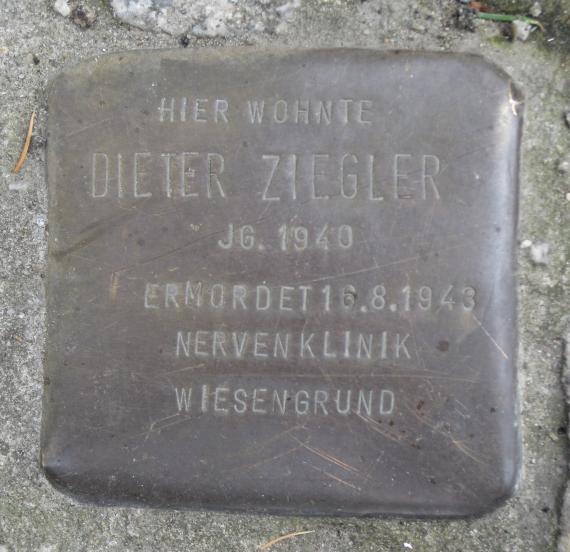 HIER WOHNTE
DIETER ZIEGLER
JG. 1940
ERMORDET 16.8.1943
NERVENKLINIK
WIESENGRUND